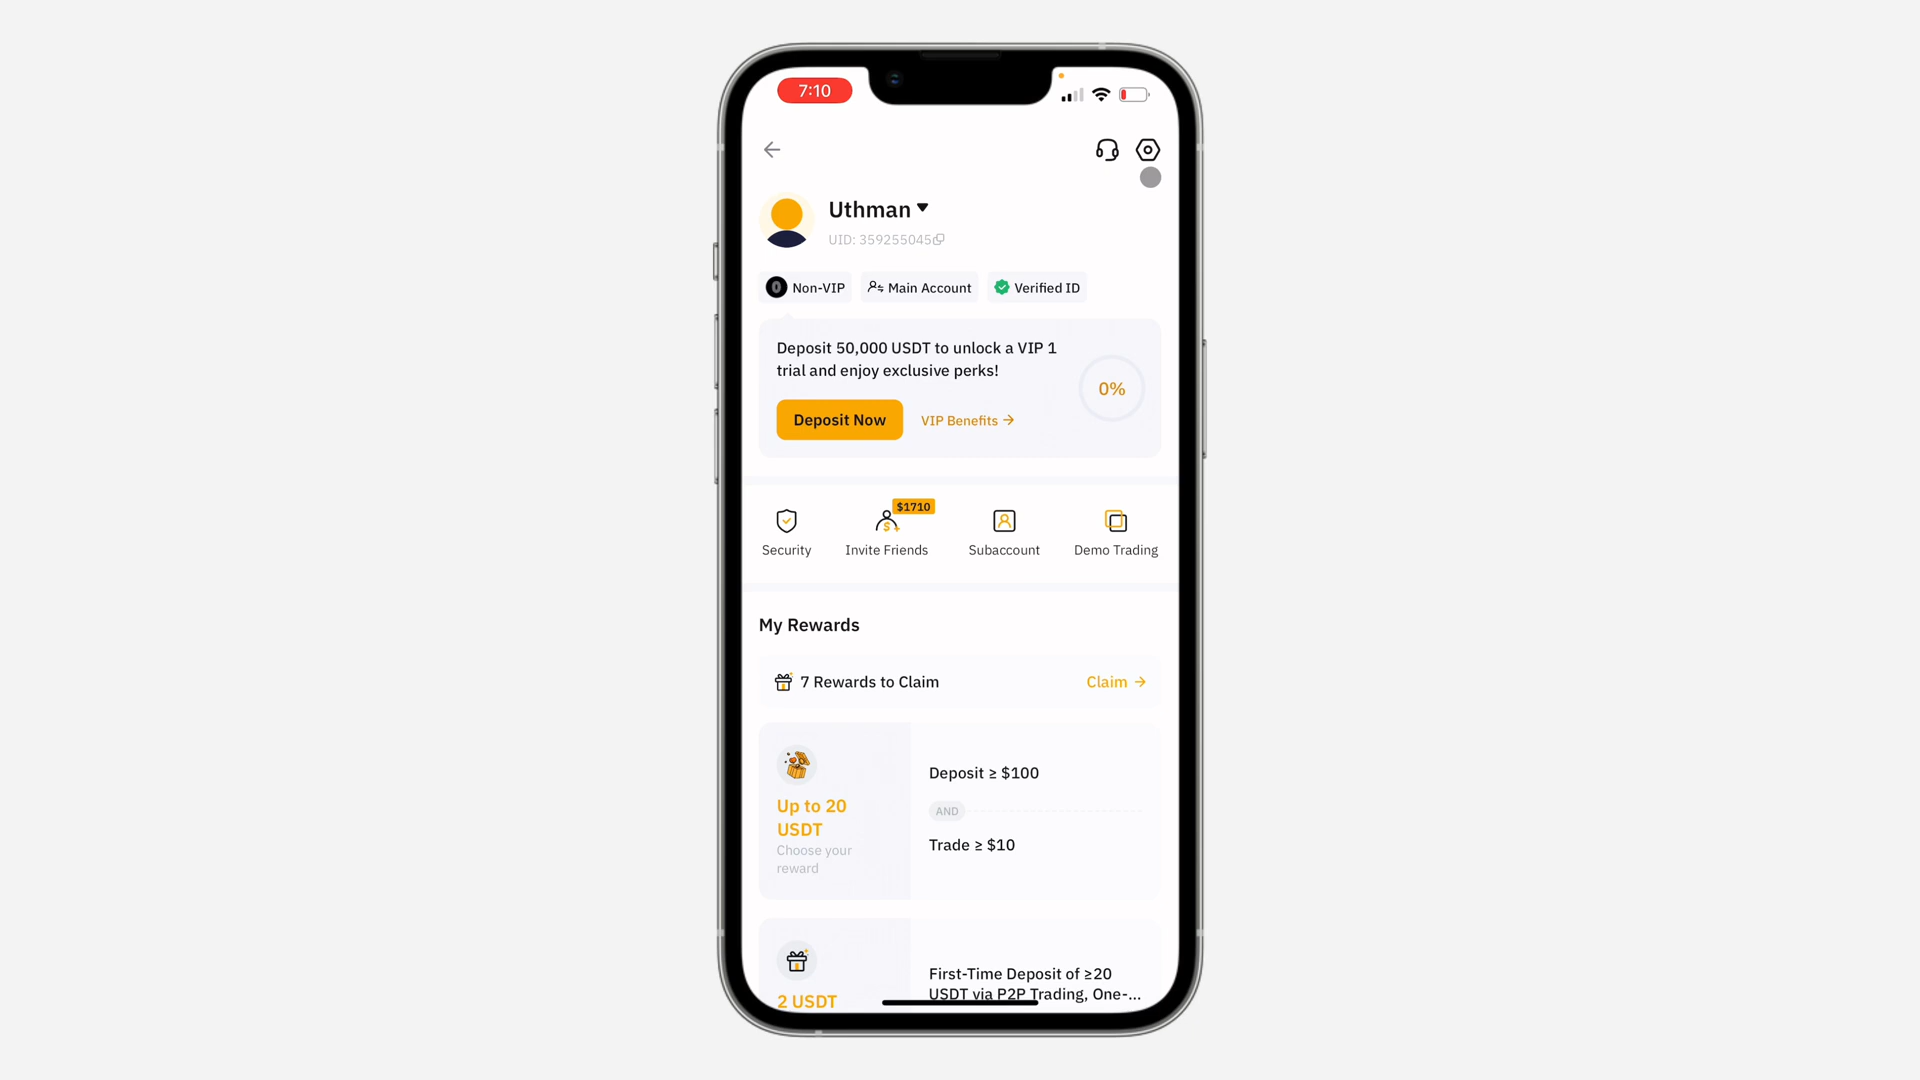 7:10
Uthman
UID: 359255045
0 Non-VIP
Main Account
Verified ID
Deposit 50,000 USDT to unlock a VIP 1
trial and enjoy exclusive perks!
0%
Deposit Now
VIP Benefits →
$1710
Security
Invite Friends
Subaccount
Demo Trading
My Rewards
7 Rewards to Claim
Claim →
Up to 20
USDT
Choose your
reward
Deposit ≥ $100
AND
Trade ≥ $10
2 USDT
First-Time Deposit of ≥20
USDT via P2P Trading, One-...